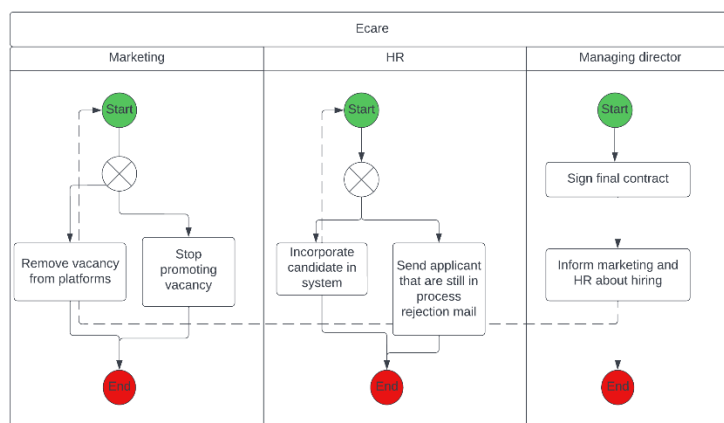 Ecare
Marketing
HR
Managing director
Start
Start
Start
Sign final contract
Remove vacancy
from platforms
Stop
promoting
vacancy
Incorporate
candidate in
system
Send applicant
that are still in
process
rejection mail
Inform marketing and
HR about hiring
End
End
End